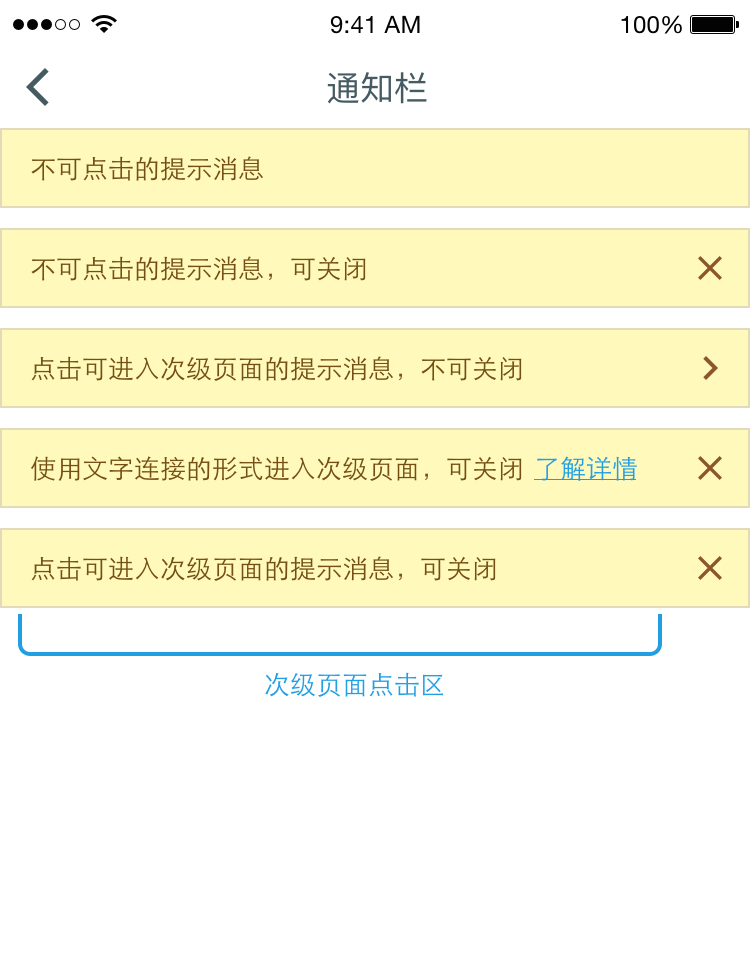 9:41 AM 100%
通知栏
不可点击的提示消息
不可点击的提示消息，可关闭
点击可进入次级页面的提示消息，不可关闭
使用文字连接的形式进入次级页面，可关闭 了解详情
点击可进入次级页面的提示消息，可关闭
次级页面点击区